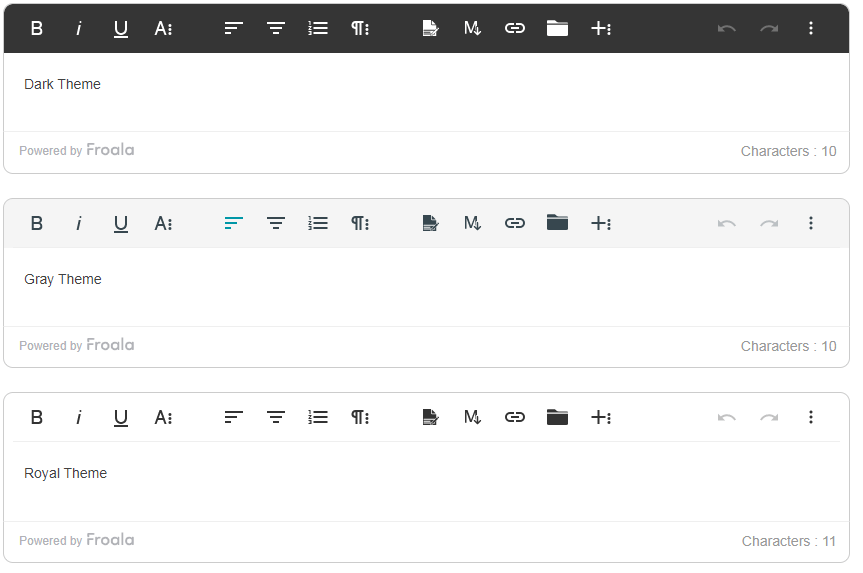 B i U A
M
Dark Theme
Powered by Froala
Characters : 10
B i U A
M
Gray Theme
Powered by Froala
Characters : 10
B i U A
M
Royal Theme
Powered by Froala
Characters : 11